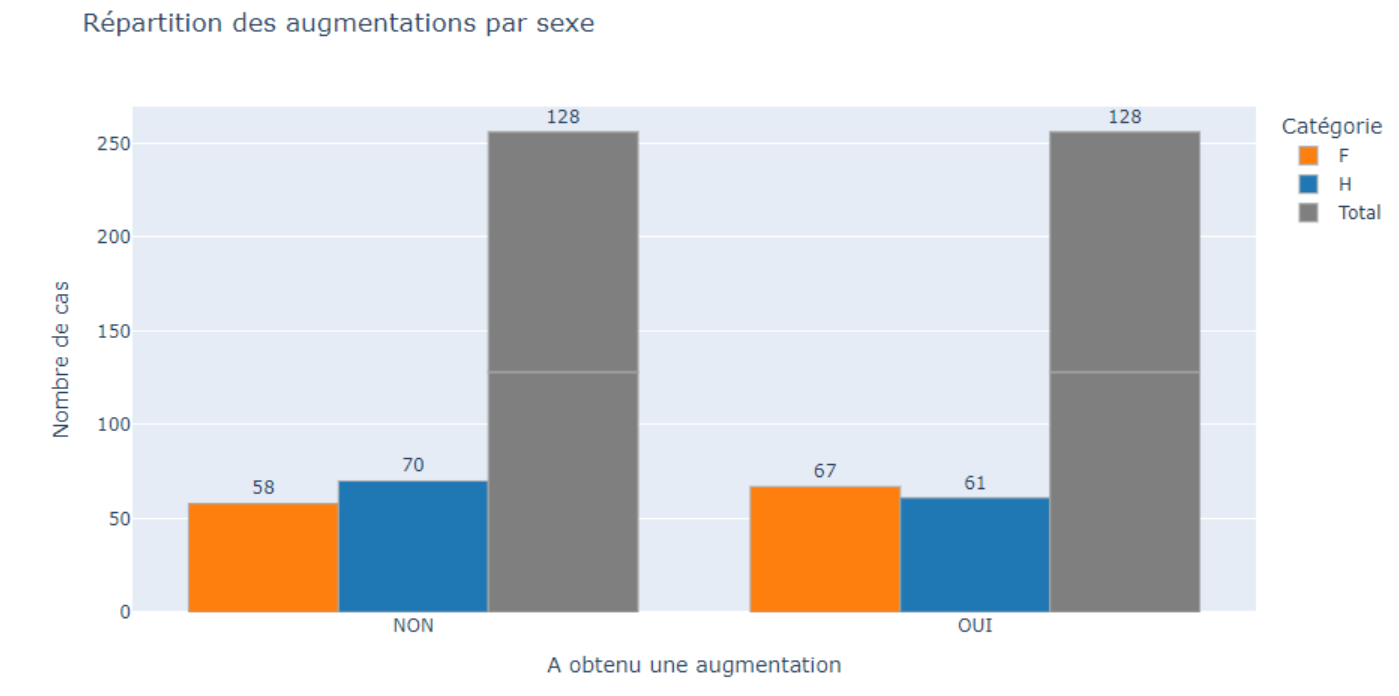 Répartition des augmentations par sexe
128
128
Catégorie
F
H
Total
250
200
150
100
50
0
Nombre de cas
58
70
67
61
NON
OUI
A obtenu une augmentation